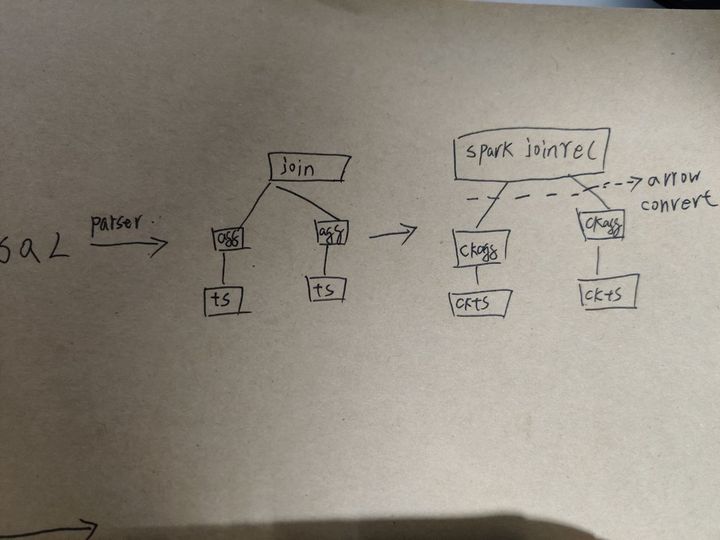 SQL
parser
join
agg
agg
ts
ts
spark joinrel
arrow
convert
ckagg
ckagg
ckts
ckts